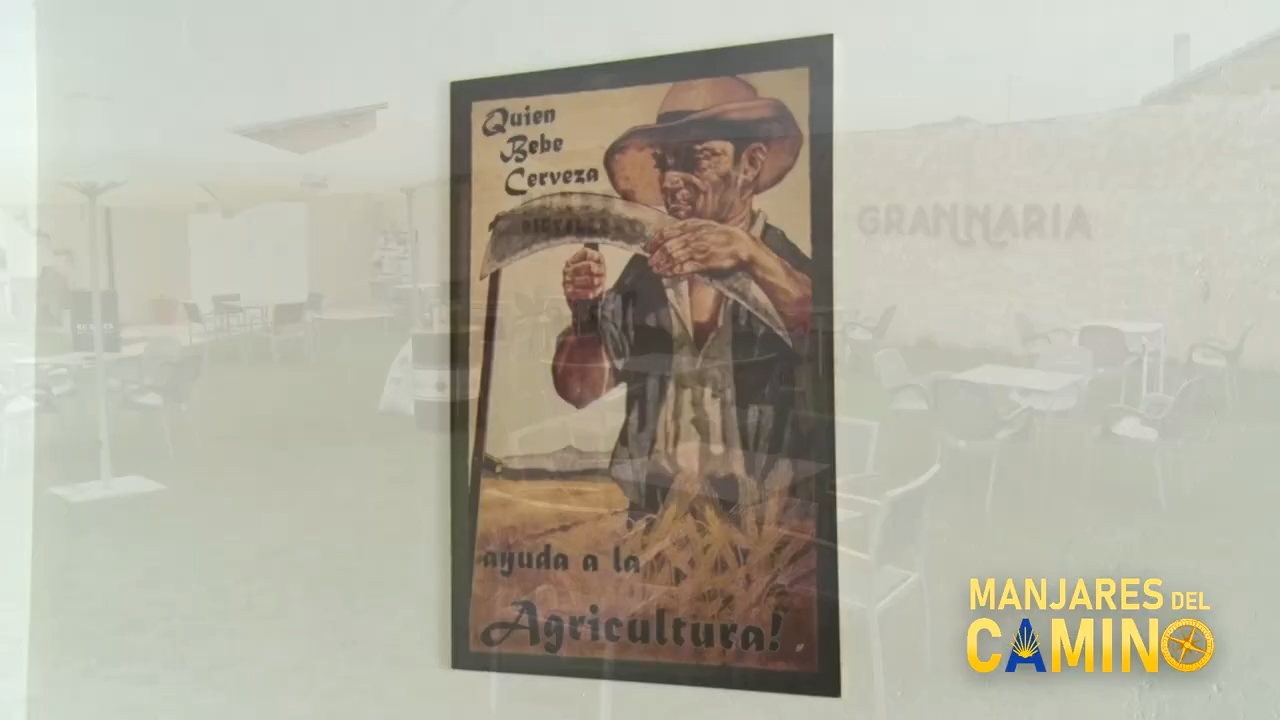 Quien
Bebe
Cerveza
ayuda a la
Agricultura!
GRANNARIA
MANJARES DEL
CAMINO